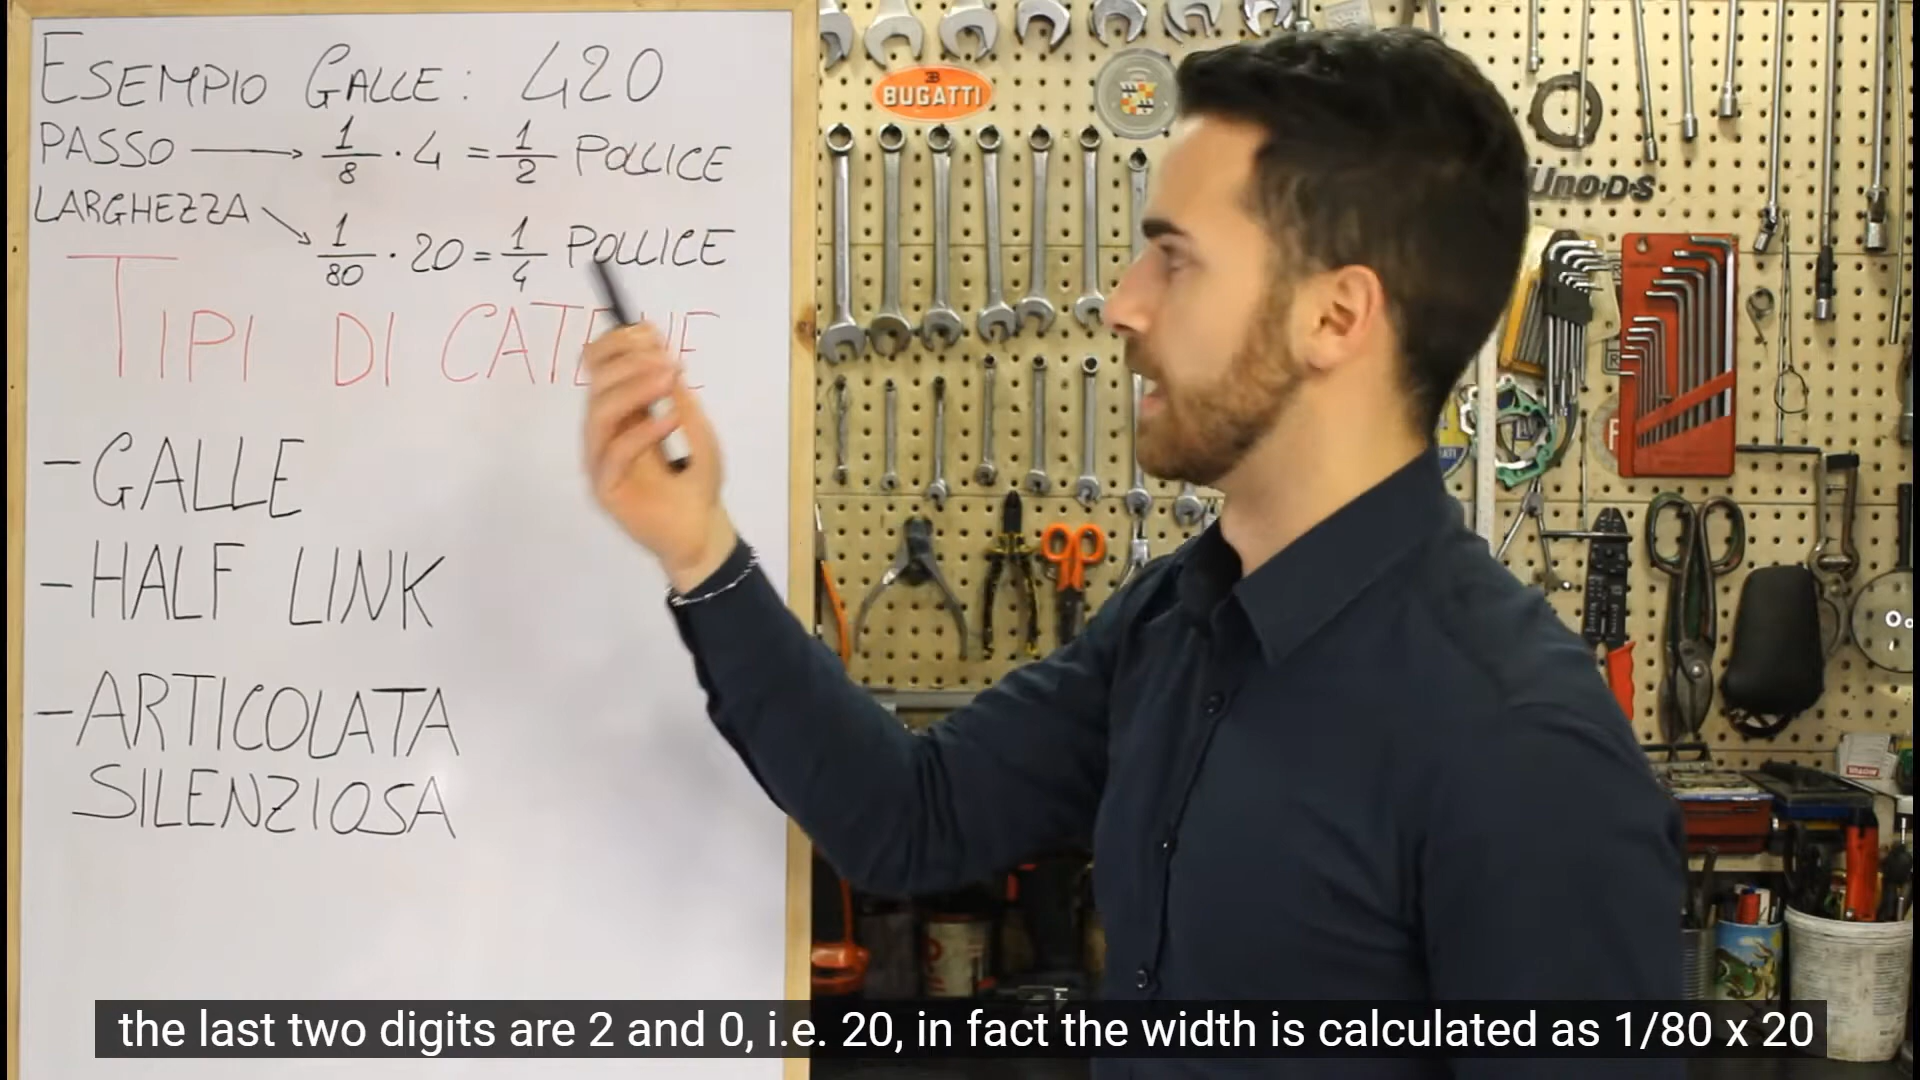 ESEMPIO GALLE: 420
PASSO → 1/8 · 4 = 1/2 POLLICE
LARGHEZZA → 1/80 · 20 = 1/4 POLLICE
TIPI DI CATENE
- GALLE
- HALF LINK
- ARTICOLATA
SILENZIOSA
BUGATTI
Uno DS
the last two digits are 2 and 0, i.e. 20, in fact the width is calculated as 1/80 x 20